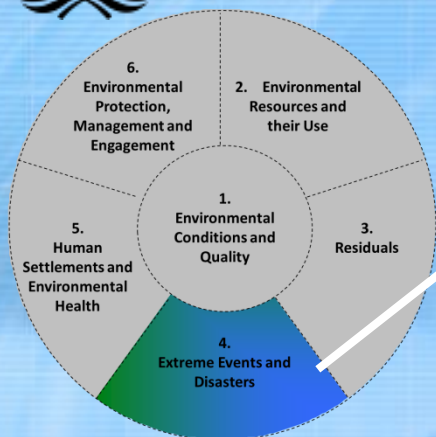 1.
Environmental
Conditions and
Quality
2. Environmental
Resources and
their Use
3.
Residuals
4.
Extreme Events and
Disasters
5.
Human
Settlements and
Environmental
Health
6.
Environmental
Protection,
Management and
Engagement